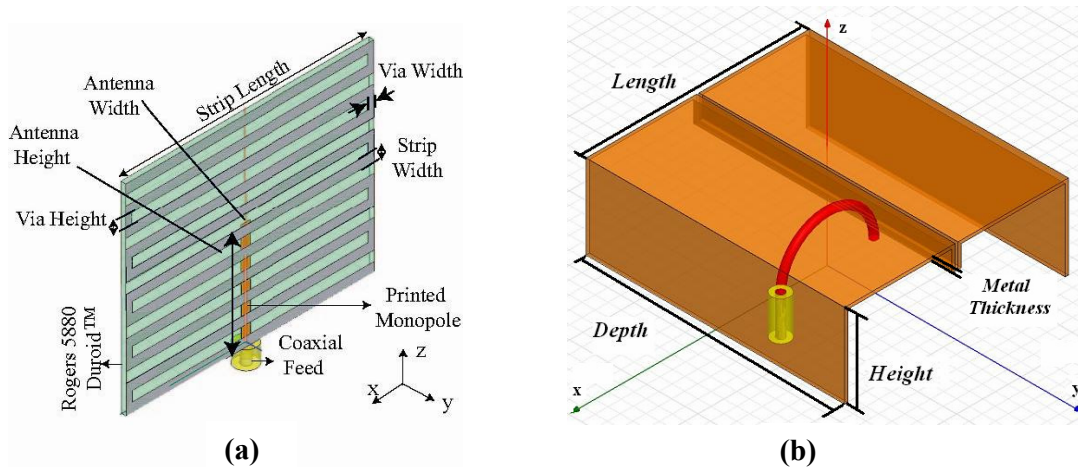 Antenna
Width
Strip Length
Via Width
Antenna
Height
Strip
Width
Via Height
Printed
Monopole
Rogers 5880
Duroid™
Coaxial
Feed
z
x
y
(a)
z
Length
Metal
Thickness
Depth
Height
x
y
(b)